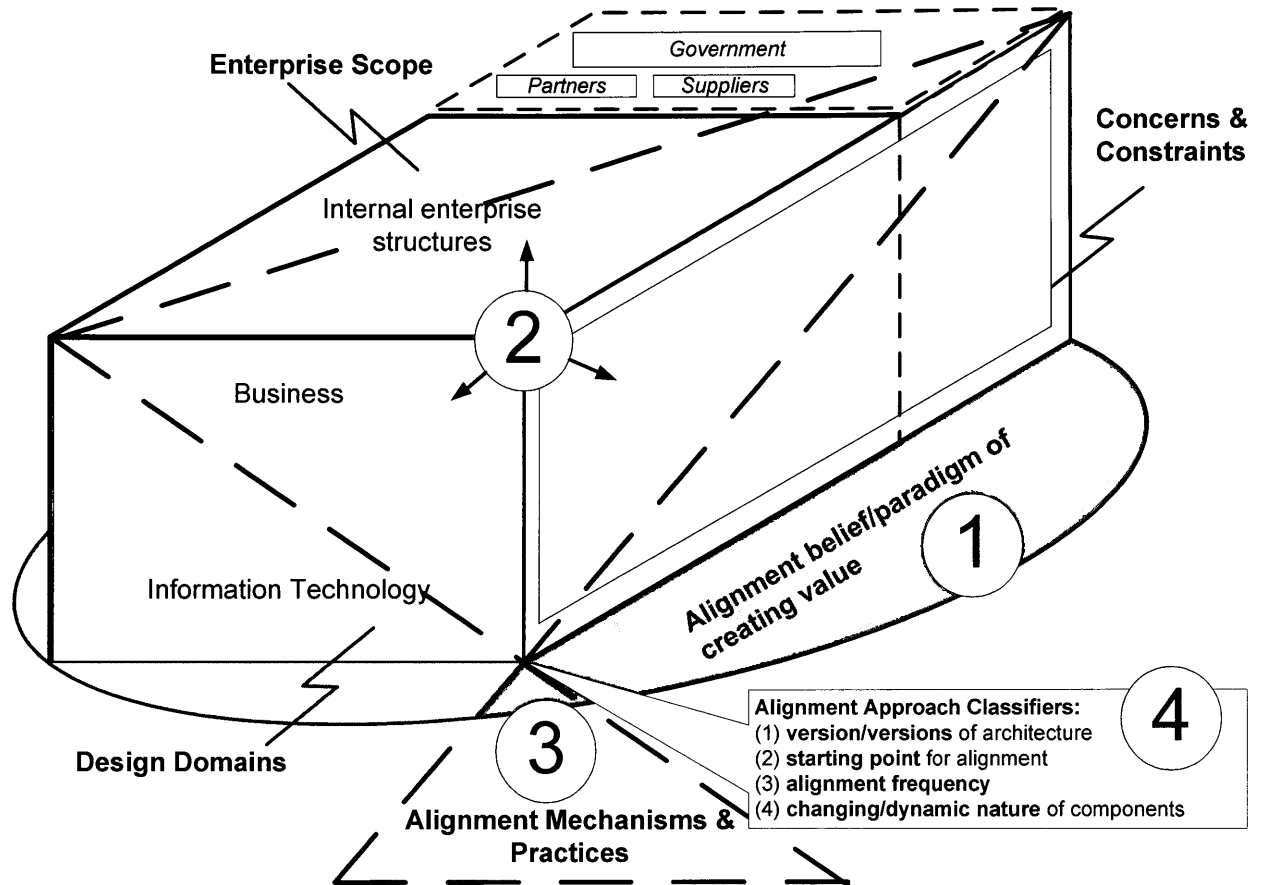 Government
Enterprise Scope
Partners
Suppliers
Concerns &
Constraints
Internal enterprise
structures
2
Business
Alignment belief/paradigm of
creating value
1
Information Technology
Design Domains
3
Alignment Mechanisms &
Practices
4
Alignment Approach Classifiers:
(1) version/versions of architecture
(2) starting point for alignment
(3) alignment frequency
(4) changing/dynamic nature of components